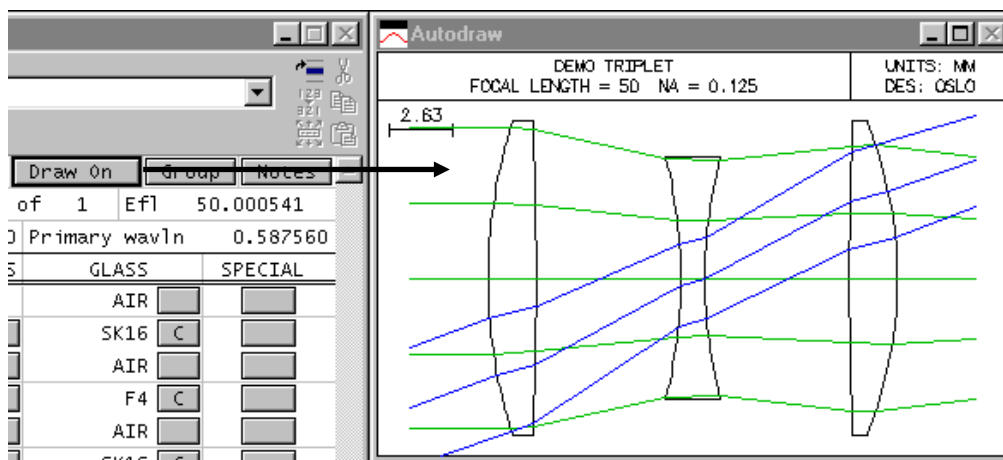 Autodraw
Draw On Group Notes
of 1 Efl 50.000541
Primary wavln 0.587560
GLASS SPECIAL
AIR
SK16 C
AIR
F4 C
AIR
DEMO TRIPLET
FOCAL LENGTH = 50 NA = 0.125
UNITS: MM
DES: OSLO
2.63